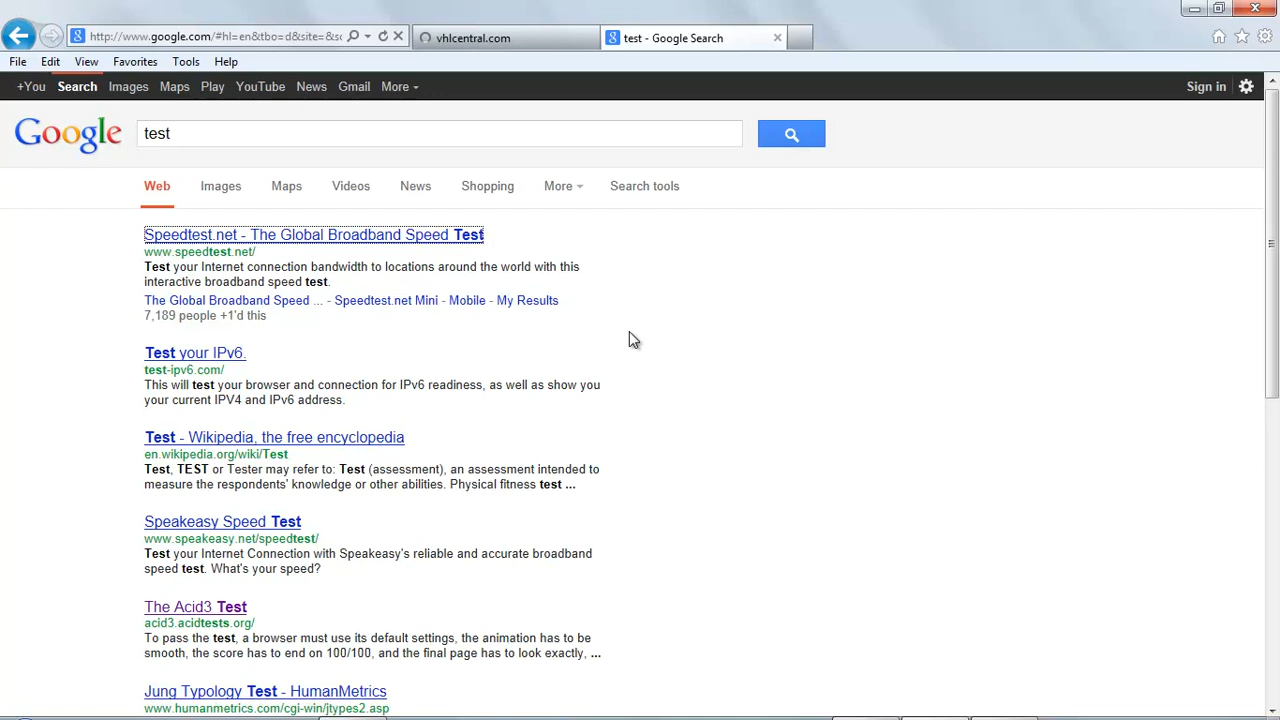 http://www.google.com/#hl=en&tbo=d&site=&s
vhlcentral.com
test - Google Search
File Edit View Favorites Tools Help
+You Search Images Maps Play YouTube News Gmail More
Sign in
Google
test
Web Images Maps Videos News Shopping More Search tools
Speedtest.net - The Global Broadband Speed Test
www.speedtest.net/
Test your Internet connection bandwidth to locations around the world with this
interactive broadband speed test.
The Global Broadband Speed ... - Speedtest.net Mini - Mobile - My Results
7,189 people +1'd this
Test your IPv6.
test-ipv6.com/
This will test your browser and connection for IPv6 readiness, as well as show you
your current IPV4 and IPv6 address.
Test - Wikipedia, the free encyclopedia
en.wikipedia.org/wiki/Test
Test, TEST or Tester may refer to: Test (assessment), an assessment intended to
measure the respondents' knowledge or other abilities. Physical fitness test ...
Speakeasy Speed Test
www.speakeasy.net/speedtest/
Test your Internet Connection with Speakeasy's reliable and accurate broadband
speed test. What's your speed?
The Acid3 Test
acid3.acidtests.org/
To pass the test, a browser must use its default settings, the animation has to be
smooth, the score has to end on 100/100, and the final page has to look exactly, ...
Jung Typology Test - HumanMetrics
www.humanmetrics.com/cgi-win/jtypes2.asp